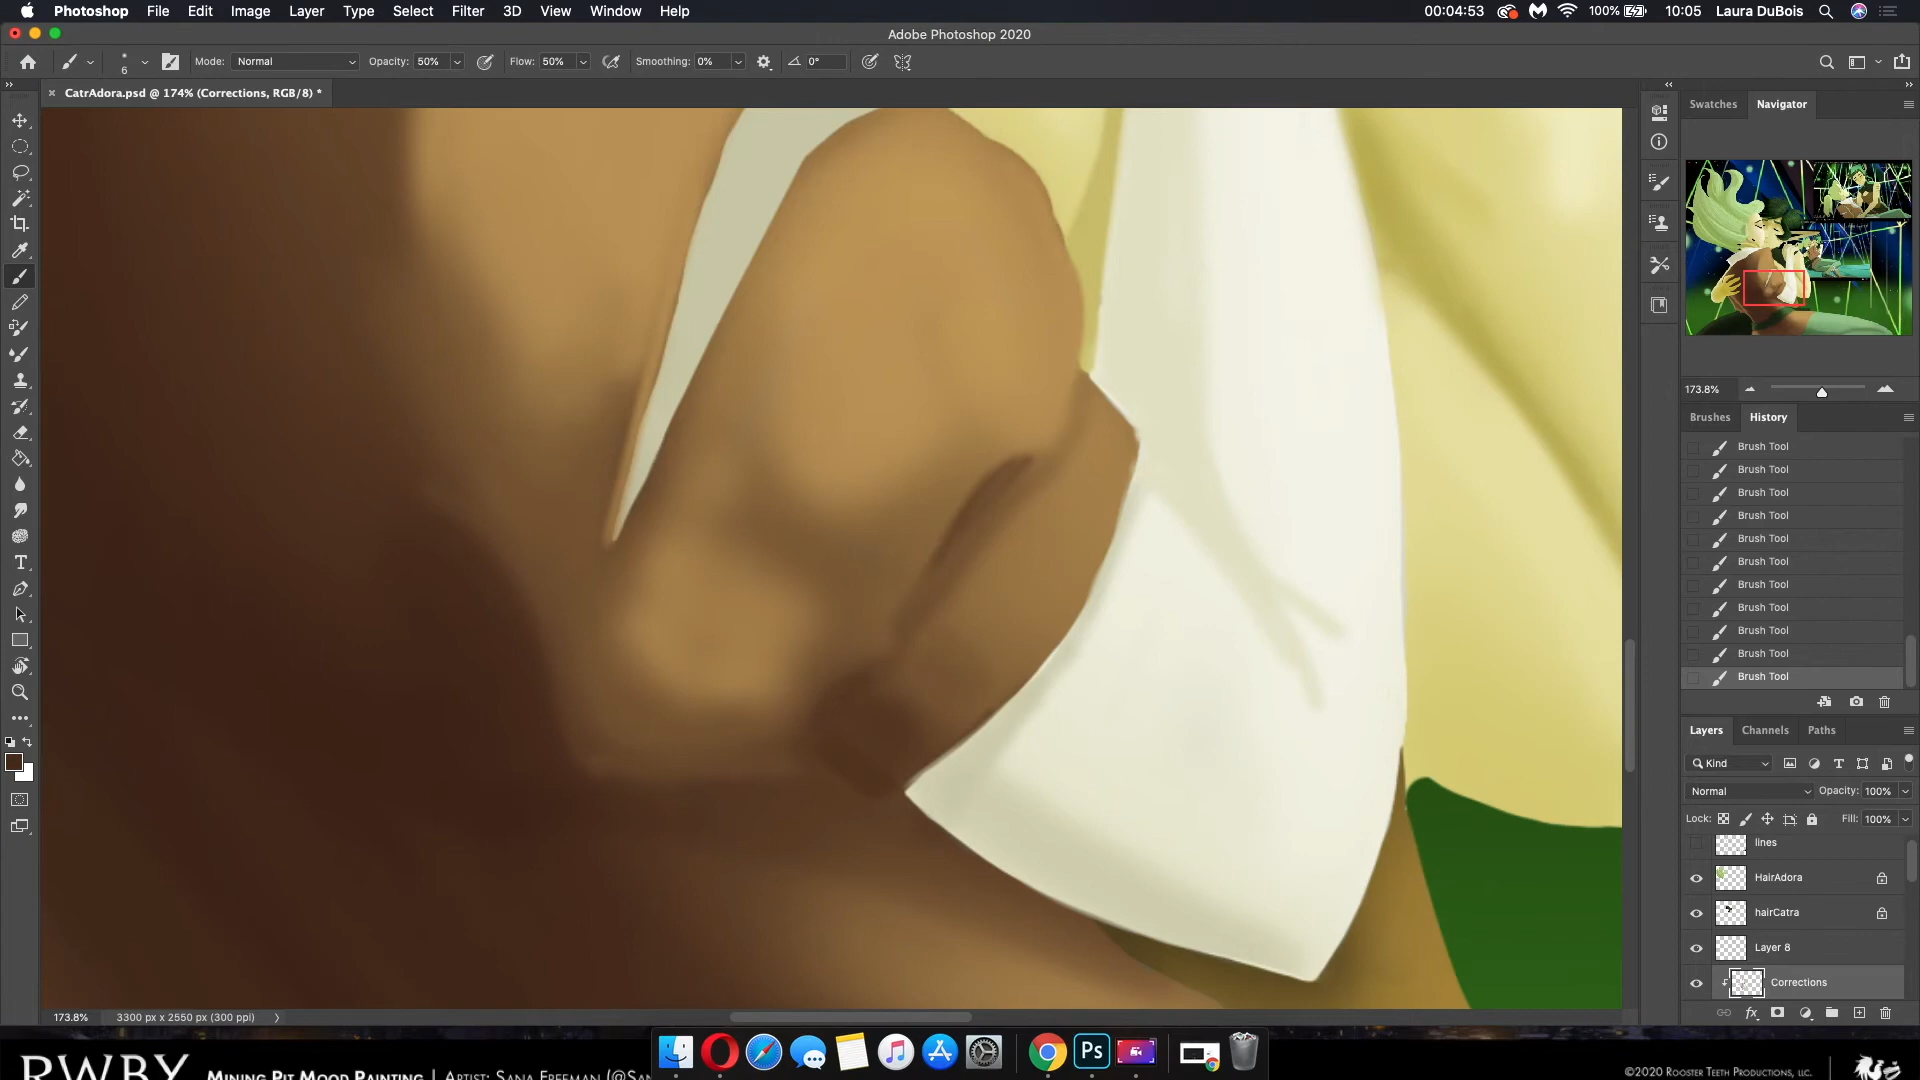 Photoshop File Edit Image Layer Type Select Filter 3D View Window Help 00:04:53 100% 10:05 Laura DuBois
Adobe Photoshop 2020
6 Mode: Normal Opacity: 50% Flow: 50% Smoothing: 0% 0°
× CatrAdora.psd @ 174% (Corrections, RGB/8) *
Swatches Navigator
173.8%
Brushes History
Brush Tool
Brush Tool
Brush Tool
Brush Tool
Brush Tool
Brush Tool
Brush Tool
Brush Tool
Brush Tool
Brush Tool
Brush Tool
Layers Channels Paths
Kind
Normal Opacity: 100%
Lock: Fill: 100%
lines
HairAdora
hairCatra
Layer 8
Corrections
fx
173.8% 3300 px x 2550 px (300 ppi)
Ps
RWBY MINING PIT MOOD PAINTING | ARTIST: SANA FREEMAN (@SAN
©2020 ROOSTER TEETH PRODUCTIONS, LLC.